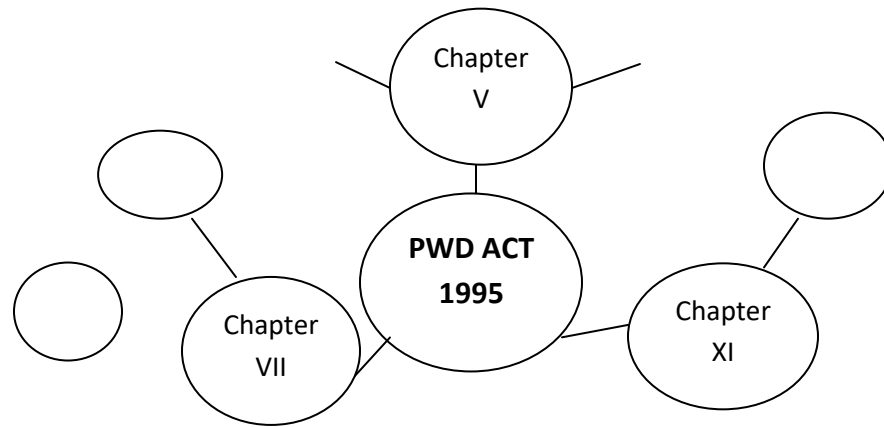 Chapter
V
PWD ACT
1995
Chapter
VII
Chapter
XI